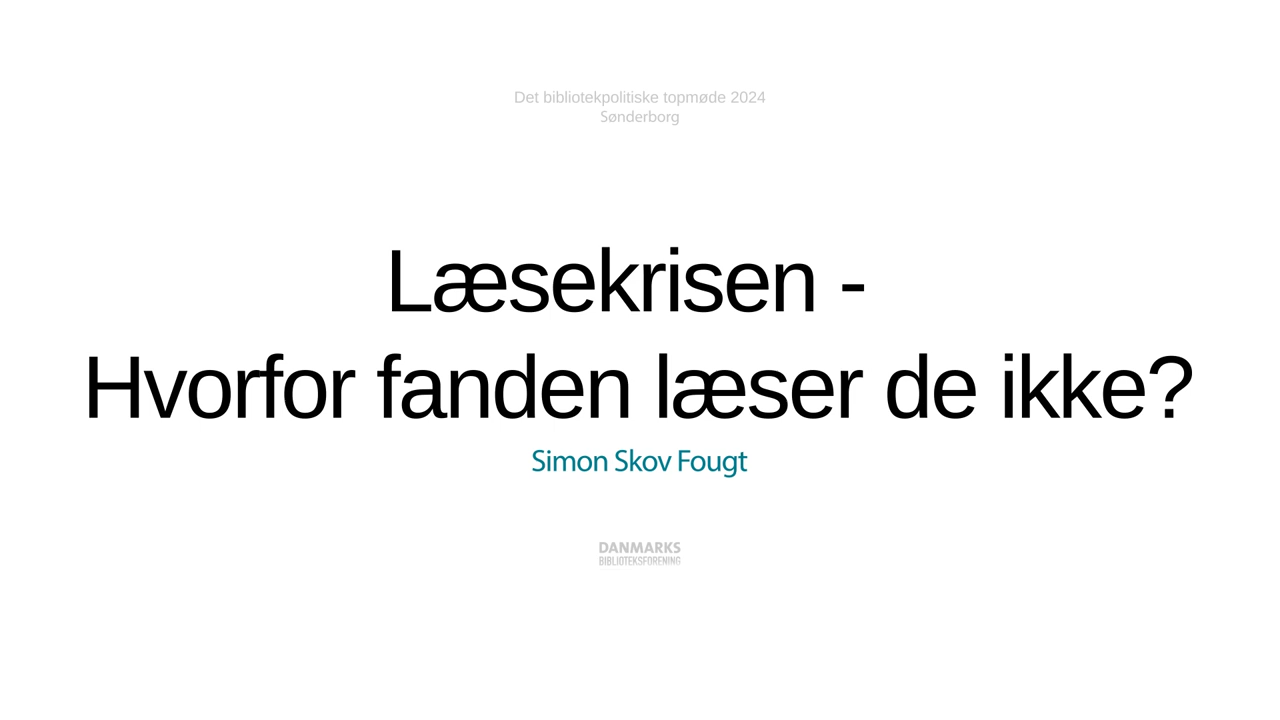 Det bibliotekpolitiske topmøde 2024
Sønderborg
Læsekrisen -
Hvorfor fanden læser de ikke?
Simon Skov Fougt
DANMARKS
BIBLIOTEKSFORENING